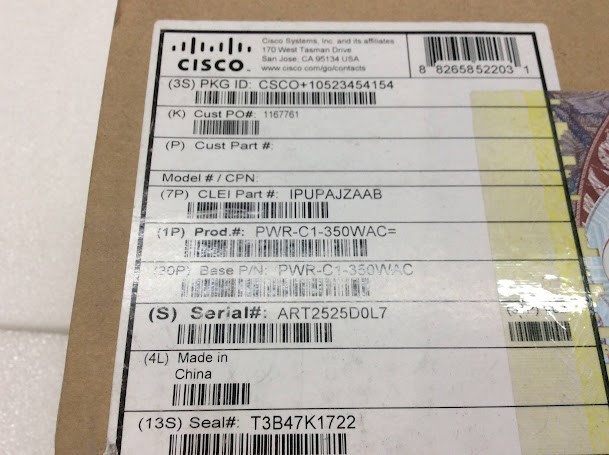 CISCO
Cisco Systems, Inc. and its affiliates
170 West Tasman Drive
San Jose, CA 95134 USA
www.cisco.com/go/contacts
8 82658 52203 1
(3S) PKG ID: CSCO+10523454154
(K) Cust PO#: 1167761
(P) Cust Part #:
Model # / CPN:
(7P) CLEI Part #: IPUPAJZAAB
(1P) Prod.#: PWR-C1-350WAC=
(30P) Base P/N: PWR-C1-350WAC
(S) Serial#: ART2525D0L7
(4L) Made in
China
(13S) Seal#: T3B47K1722